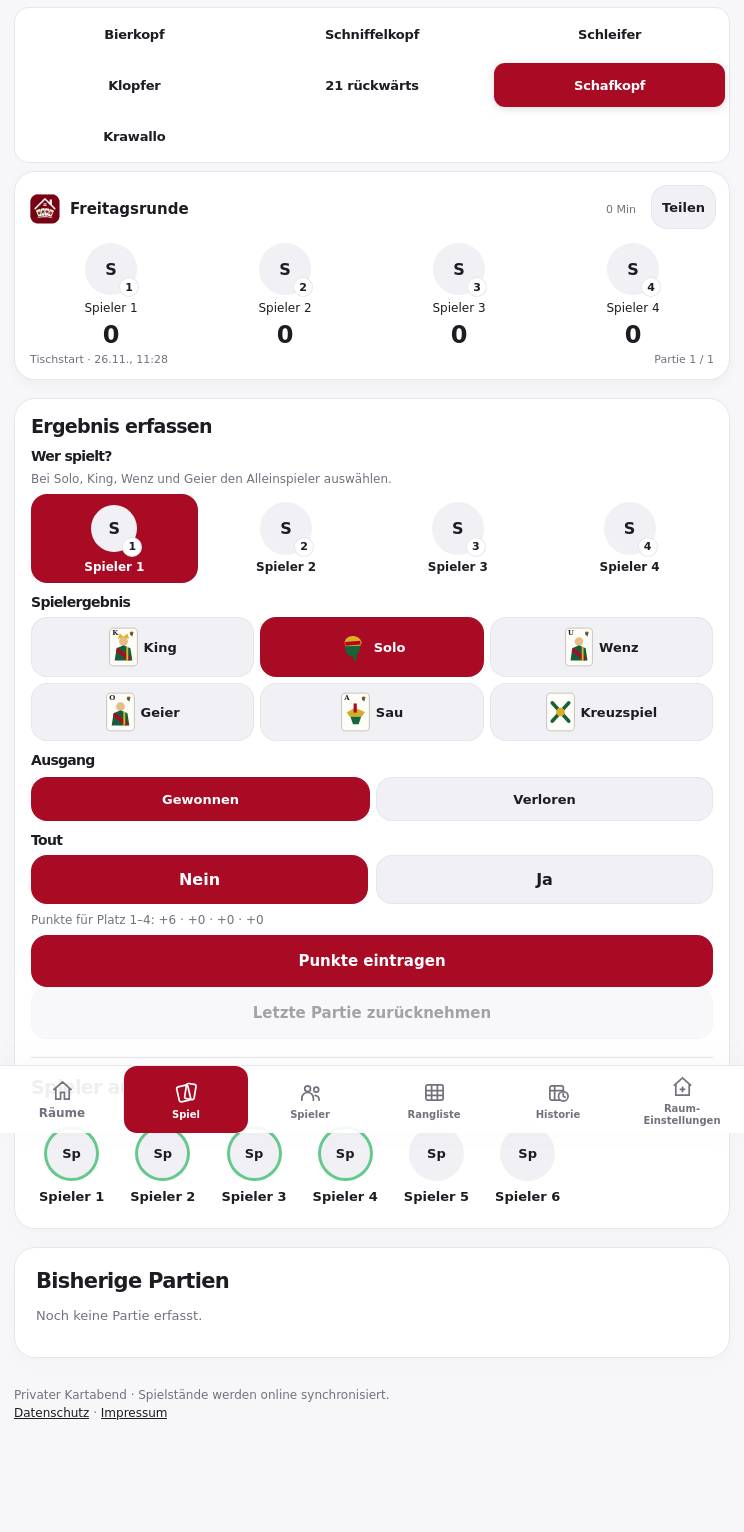 Bierkopf Schniffelkopf Schleifer
Klopfer 21 rückwärts Schafkopf
Krawallo
Freitagsrunde 0 Min Teilen
S S S S
1 2 3 4
Spieler 1 Spieler 2 Spieler 3 Spieler 4
0 0 0 0
Tischstart · 26.11., 11:28 Partie 1 / 1
Ergebnis erfassen
Wer spielt?
Bei Solo, King, Wenz und Geier den Alleinspieler auswählen.
S S S S
1 2 3 4
Spieler 1 Spieler 2 Spieler 3 Spieler 4
Spielergebnis
K King Solo U Wenz
O Geier A Sau Kreuzspiel
Ausgang
Gewonnen Verloren
Tout
Nein Ja
Punkte für Platz 1–4: +6 · +0 · +0 · +0
Punkte eintragen
Letzte Partie zurücknehmen
Räume Spiel Spieler Rangliste Historie Raum-
Einstellungen
Sp Sp Sp Sp Sp Sp
Spieler 1 Spieler 2 Spieler 3 Spieler 4 Spieler 5 Spieler 6
Bisherige Partien
Noch keine Partie erfasst.
Privater Kartabend · Spielstände werden online synchronisiert.
Datenschutz · Impressum